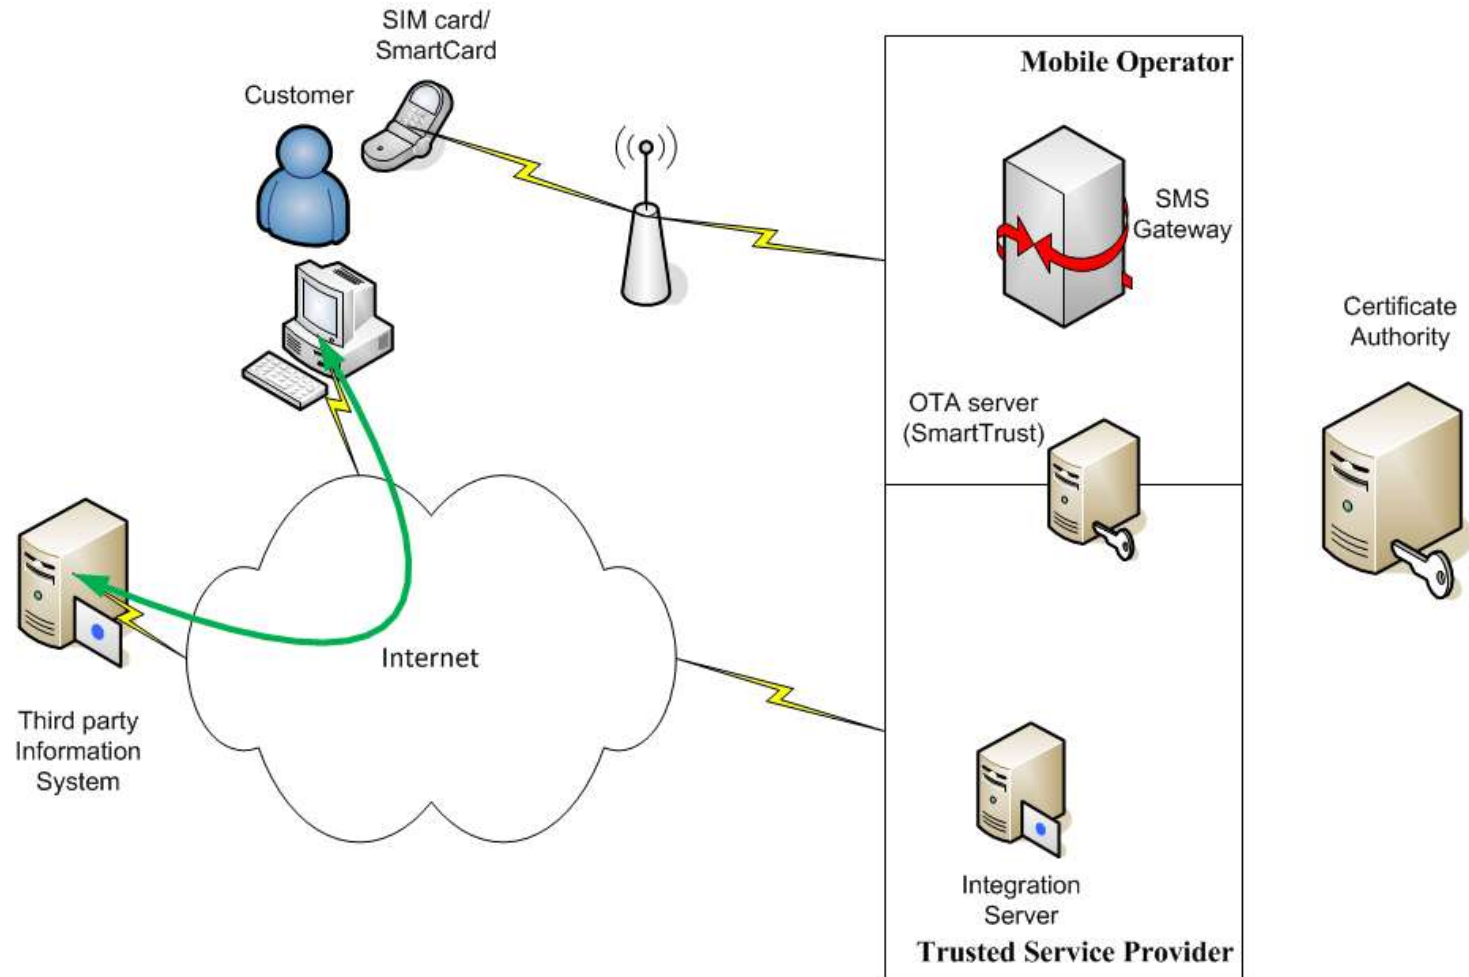 SIM card/
SmartCard
Customer
Mobile Operator
SMS
Gateway
Certificate
Authority
OTA server
(SmartTrust)
Internet
Third party
Information
System
Integration
Server
Trusted Service Provider